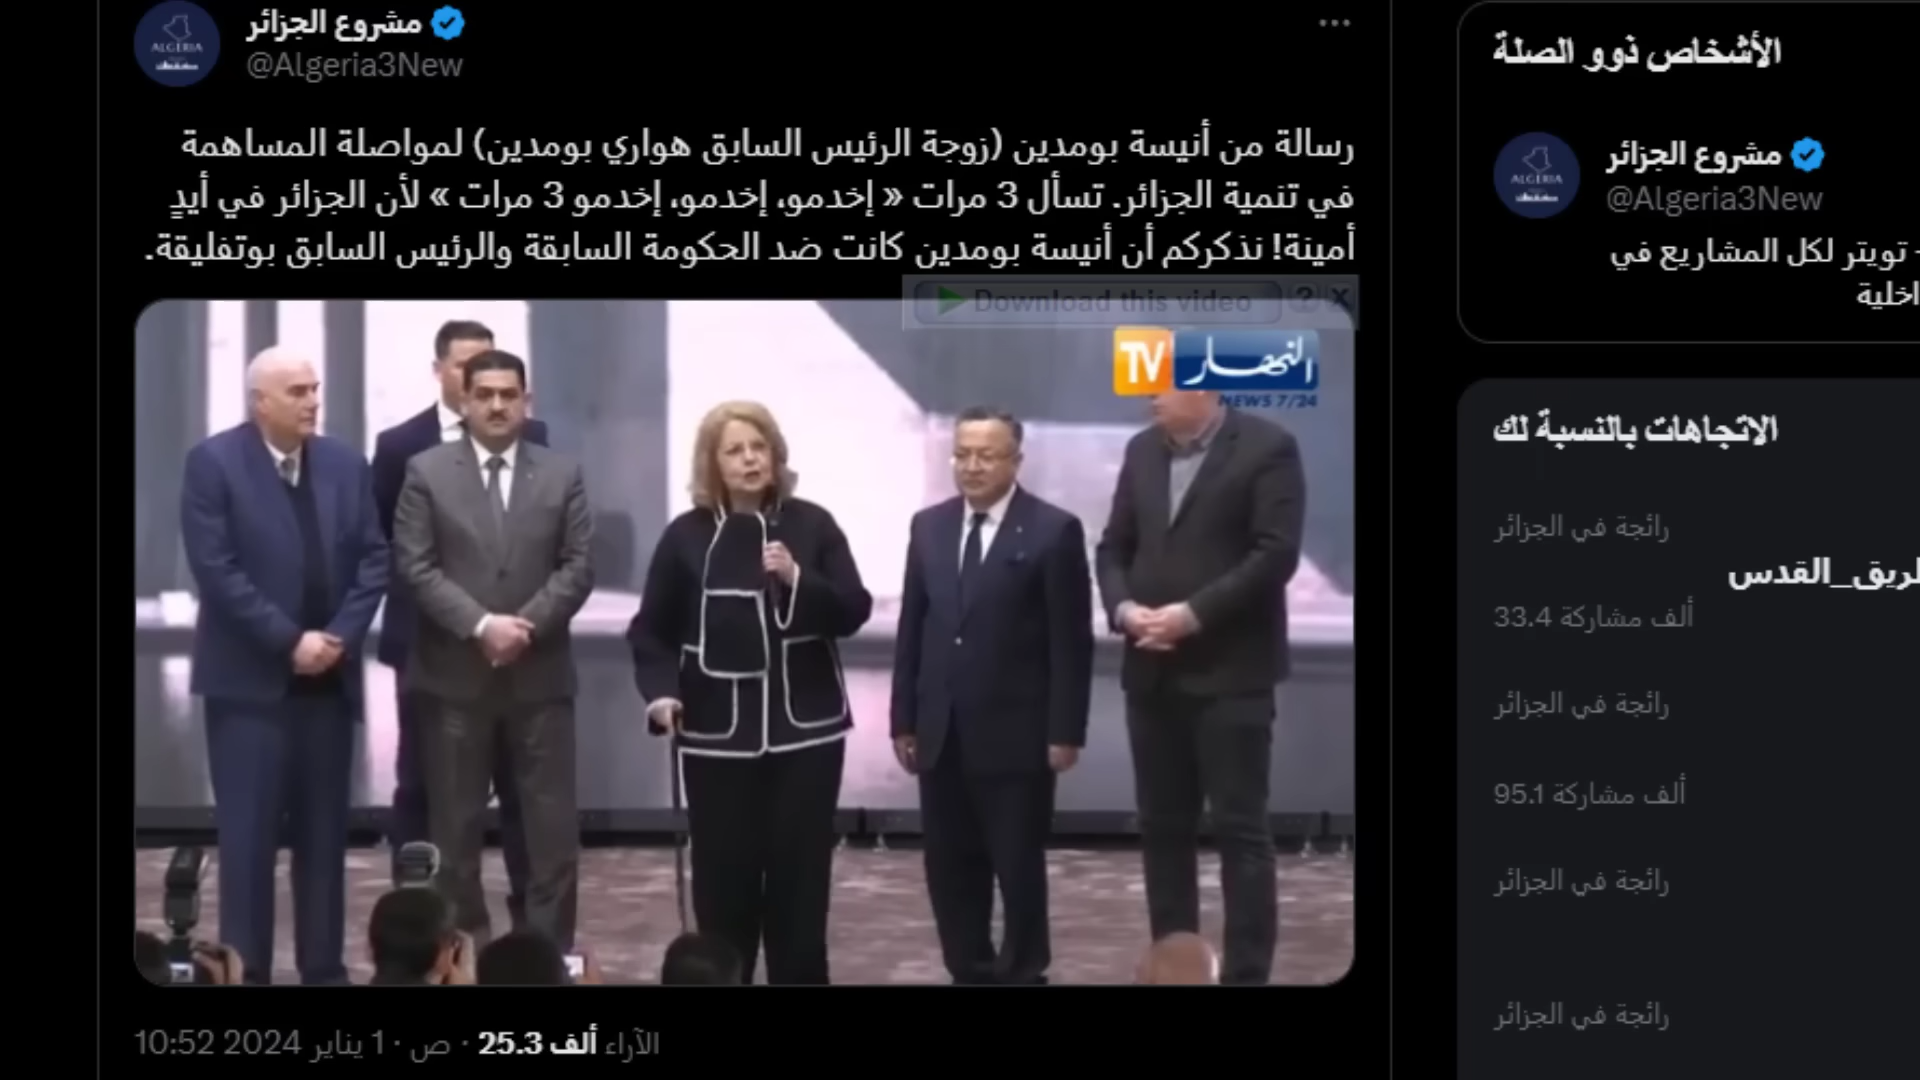 مشروع الجزائر
@Algeria3New
رسالة من أنيسة بومدين (زوجة الرئيس السابق هواري بومدين) لمواصلة المساهمة
في تنمية الجزائر. تسأل 3 مرات « إخدمو، إخدمو، إخدمو 3 مرات » لأن الجزائر في أيدٍ
أمينة! نذكركم أن أنيسة بومدين كانت ضد الحكومة السابقة والرئيس السابق بوتفليقة.
Download this video ? X
النهار TV
NEWS 7/24
10:52 ص · 1 يناير 2024 · 25.3 ألف الآراء
الأشخاص ذوو الصلة
ALGERIA
مشروع الجزائر
@Algeria3New
- تويتر لكل المشاريع في
الاتجاهات بالنسبة لك
رائجة في الجزائر
33.4 ألف مشاركة
رائجة في الجزائر
95.1 ألف مشاركة
رائجة في الجزائر
رائجة في الجزائر